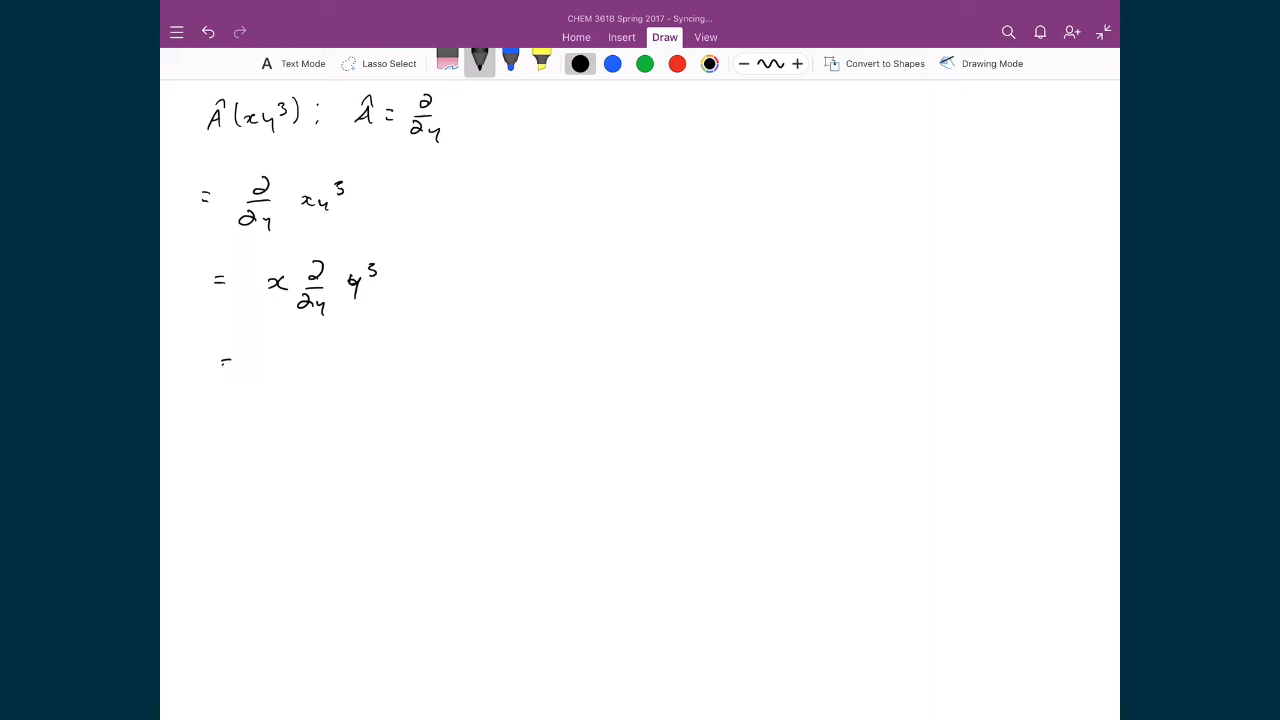 CHEM 361B Spring 2017 - Syncing...
Home Insert Draw View
A Text Mode Lasso Select Convert to Shapes Drawing Mode
Â(xy³) : Â = ∂/∂y
= ∂/∂y xy³
= x ∂/∂y y³
=